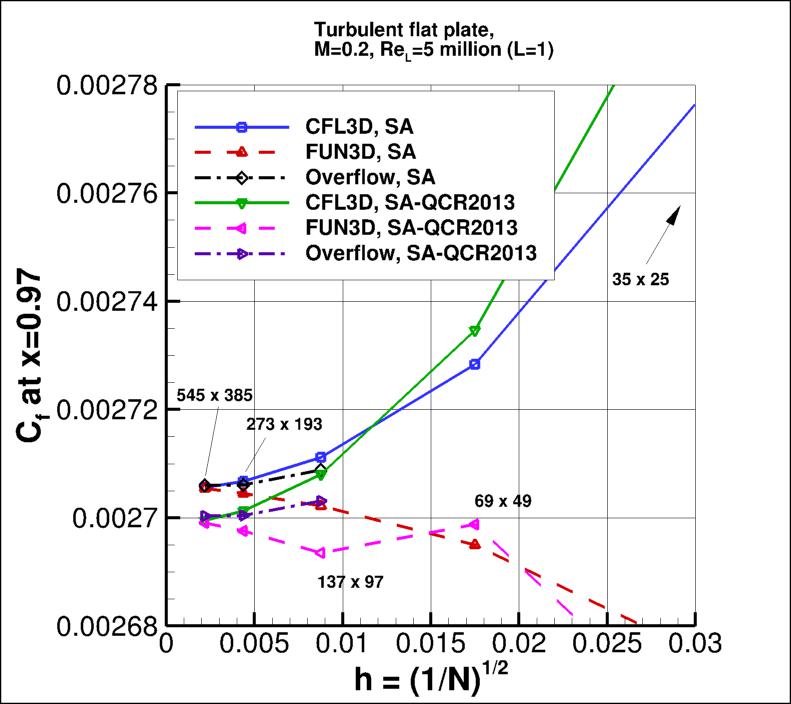 Turbulent flat plate,
M=0.2, Re_L=5 million (L=1)
0.00278
0.00276
0.00274
0.00272
0.0027
0.00268
C_f at x=0.97
CFL3D, SA
FUN3D, SA
Overflow, SA
CFL3D, SA-QCR2013
FUN3D, SA-QCR2013
Overflow, SA-QCR2013
35 x 25
545 x 385
273 x 193
69 x 49
137 x 97
0 0.005 0.01 0.015 0.02 0.025 0.03
h = (1/N)^1/2